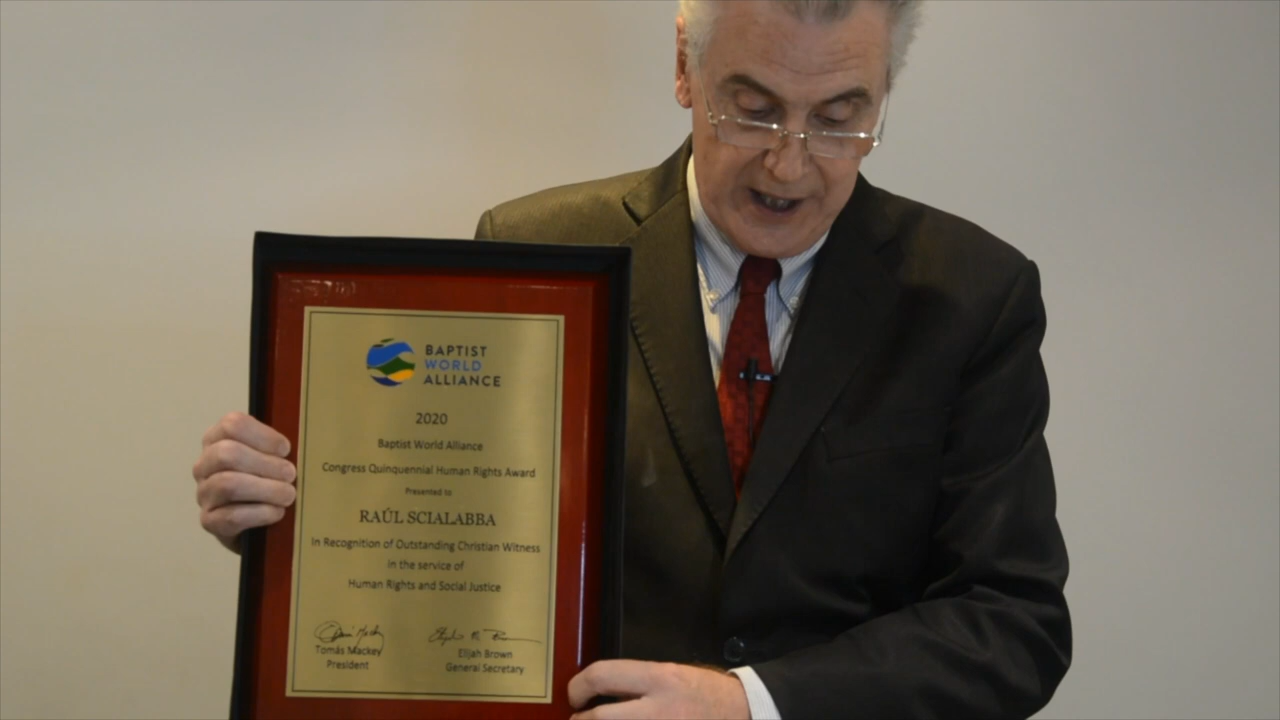 BAPTIST
WORLD
ALLIANCE
2020
Baptist World Alliance
Congress Quinquennial Human Rights Award
Presented to
RAÚL SCIALABBA
In Recognition of Outstanding Christian Witness
in the service of
Human Rights and Social Justice
Tomás Mackey
President
Elijah Brown
General Secretary